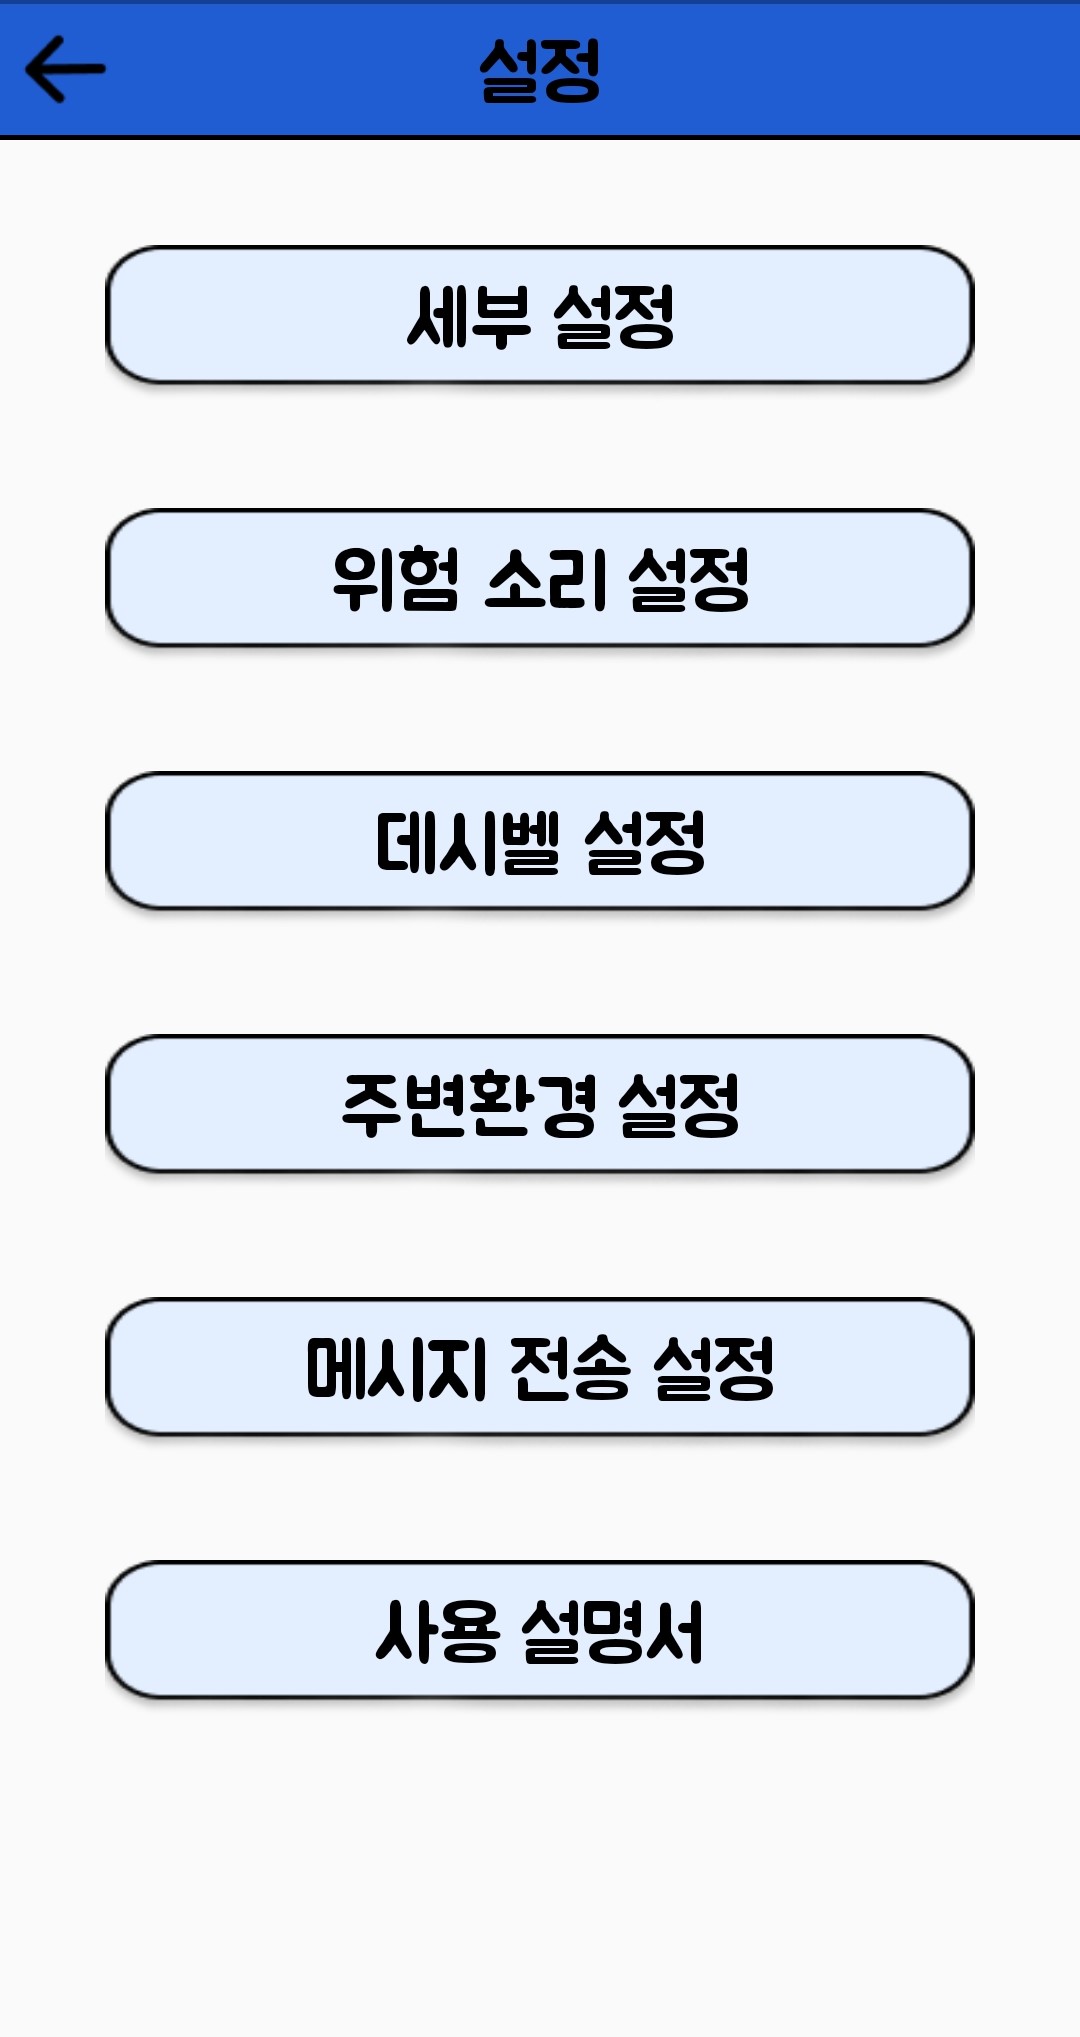 설정
세부 설정
위험 소리 설정
데시벨 설정
주변환경 설정
메시지 전송 설정
사용 설명서